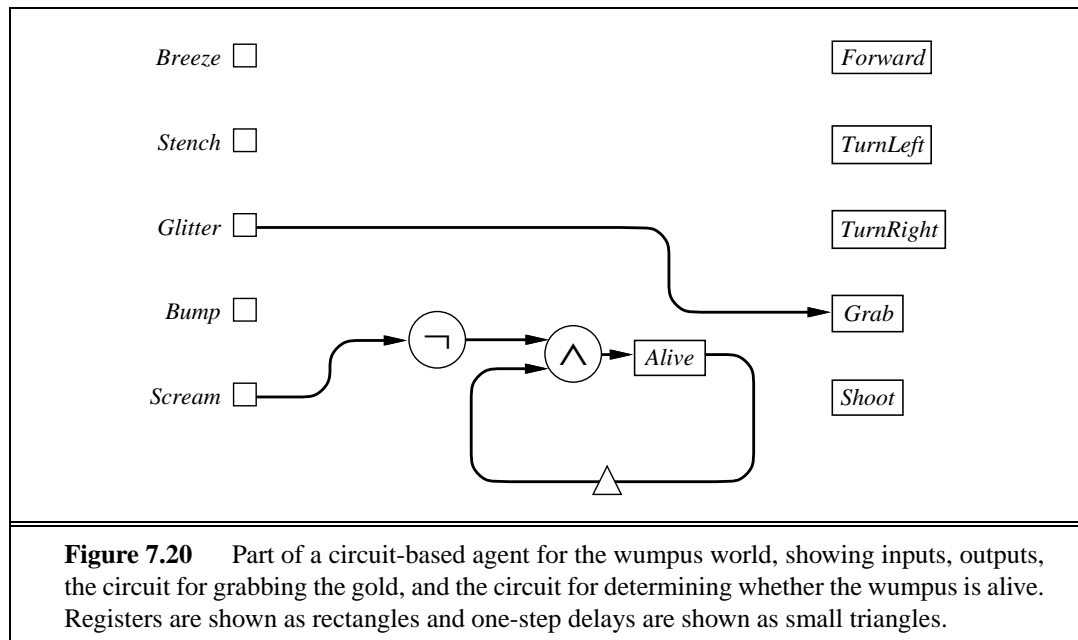 Breeze
Forward
Stench
TurnLeft
Glitter
TurnRight
Bump
Grab
¬
∧
Alive
Scream
Shoot
Figure 7.20 Part of a circuit-based agent for the wumpus world, showing inputs, outputs,
the circuit for grabbing the gold, and the circuit for determining whether the wumpus is alive.
Registers are shown as rectangles and one-step delays are shown as small triangles.